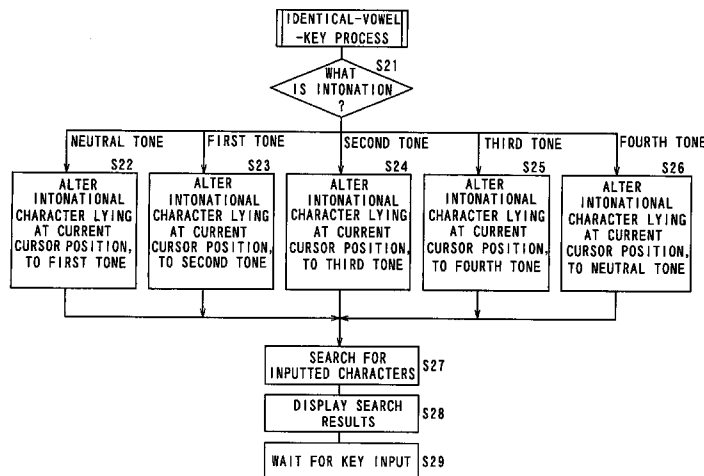 IDENTICAL-VOWEL
-KEY PROCESS
S21
WHAT
IS INTONATION
?
NEUTRAL TONE
FIRST TONE
SECOND TONE
THIRD TONE
FOURTH TONE
S22
ALTER
INTONATIONAL
CHARACTER LYING
AT CURRENT
CURSOR POSITION,
TO FIRST TONE
S23
ALTER
INTONATIONAL
CHARACTER LYING
AT CURRENT
CURSOR POSITION,
TO SECOND TONE
S24
ALTER
INTONATIONAL
CHARACTER LYING
AT CURRENT
CURSOR POSITION,
TO THIRD TONE
S25
ALTER
INTONATIONAL
CHARACTER LYING
AT CURRENT
CURSOR POSITION,
TO FOURTH TONE
S26
ALTER
INTONATIONAL
CHARACTER LYING
AT CURRENT
CURSOR POSITION,
TO NEUTRAL TONE
SEARCH FOR
INPUTTED CHARACTERS
S27
DISPLAY SEARCH
RESULTS
S28
WAIT FOR KEY INPUT
S29